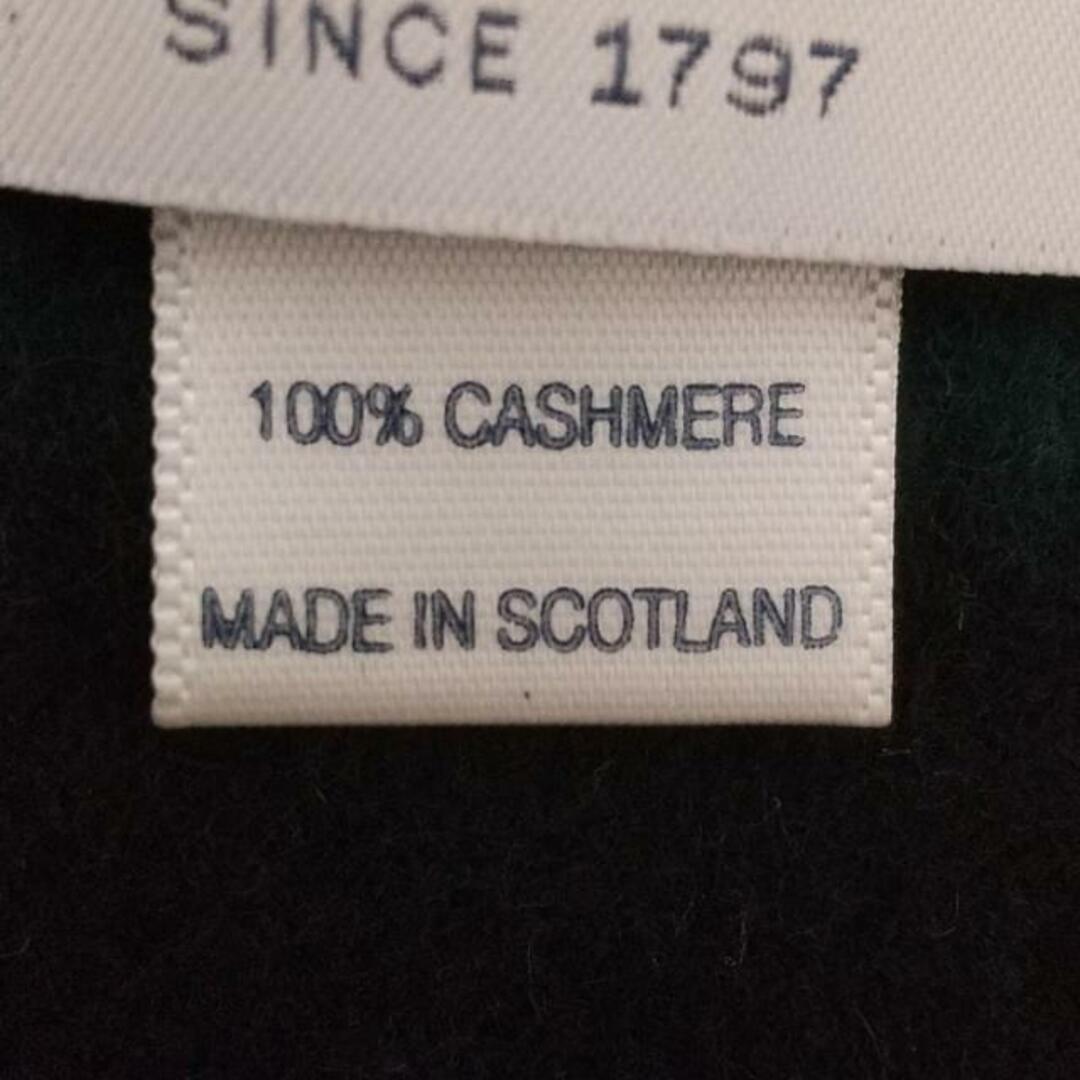 SINCE 1797
100% CASHMERE
MADE IN SCOTLAND